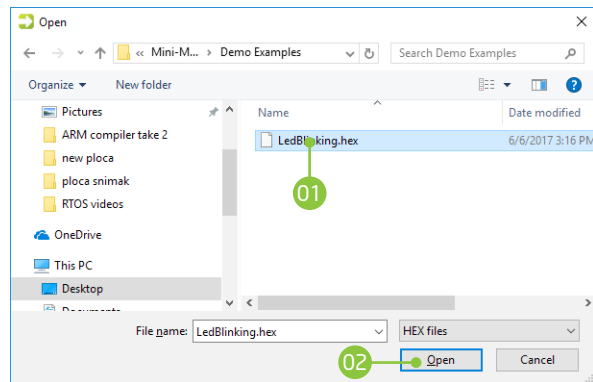 Open
« Mini-M... > Demo Examples
Search Demo Examples
Organize
New folder
Pictures
ARM compiler take 2
new ploca
ploca snimak
RTOS videos
OneDrive
This PC
Desktop
Documents
Name
Date modified
LedBlinking.hex
6/6/2017 3:16 PM
01
File name:
LedBlinking.hex
HEX files
02
Open
Cancel